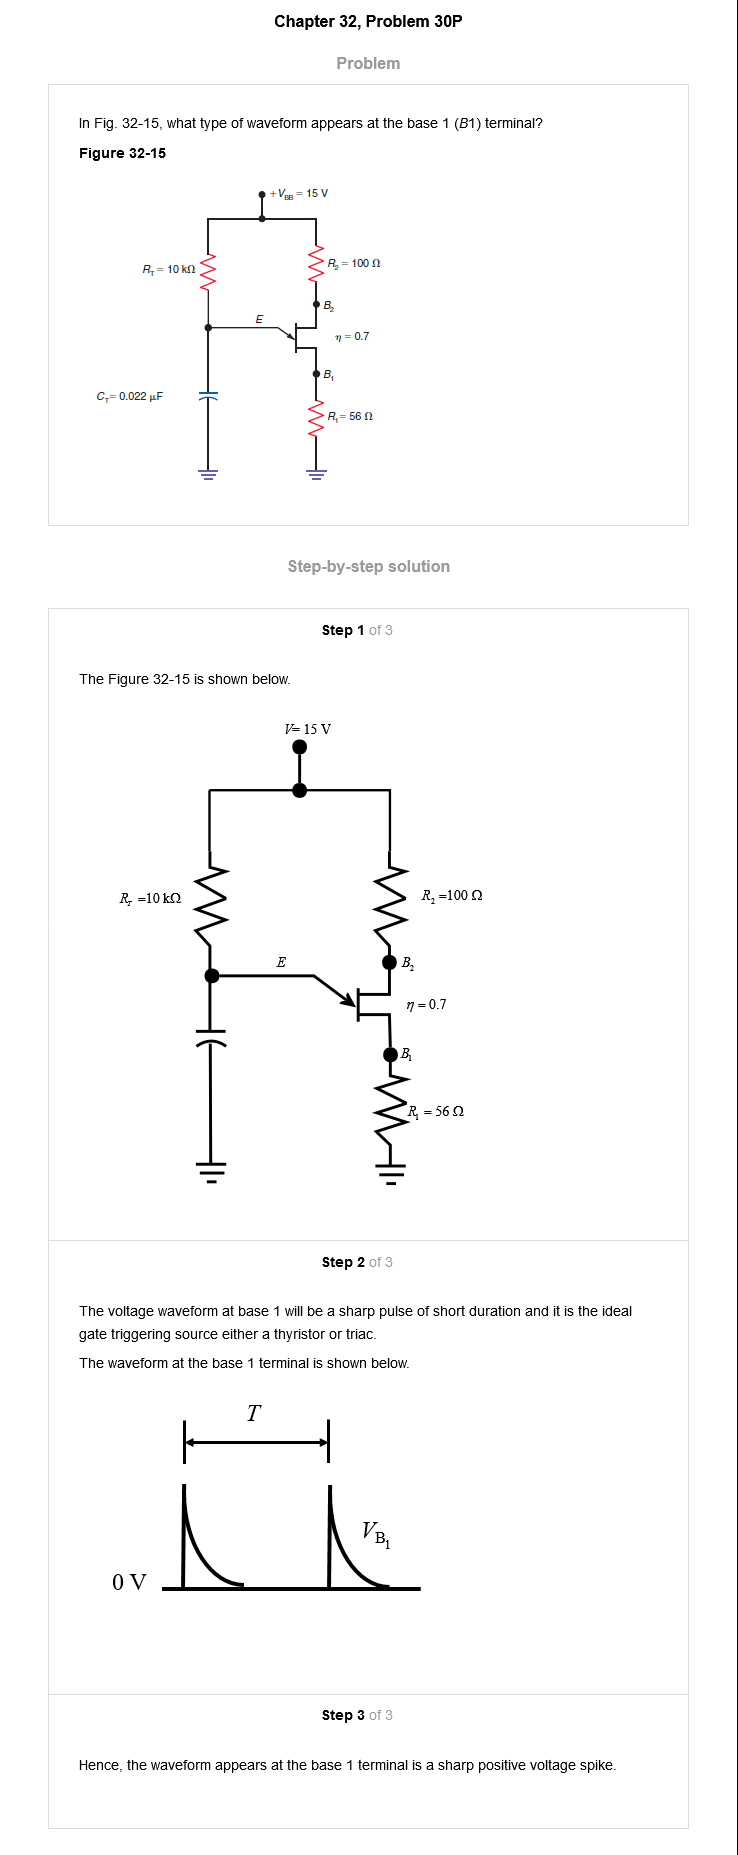 Chapter 32, Problem 30P
Problem
In Fig. 32-15, what type of waveform appears at the base 1 (B1) terminal?
Figure 32-15
+V_BB = 15 V
R_T = 10 kΩ
R_2 = 100 Ω
B_2
E
η = 0.7
B_1
C_T = 0.022 μF
R_1 = 56 Ω
Step-by-step solution
Step 1 of 3
The Figure 32-15 is shown below.
V= 15 V
R_T =10 kΩ
R_2 =100 Ω
E
B_2
η = 0.7
B_1
R_1 = 56 Ω
Step 2 of 3
The voltage waveform at base 1 will be a sharp pulse of short duration and it is the ideal
gate triggering source either a thyristor or triac.
The waveform at the base 1 terminal is shown below.
T
V_B1
0 V
Step 3 of 3
Hence, the waveform appears at the base 1 terminal is a sharp positive voltage spike.